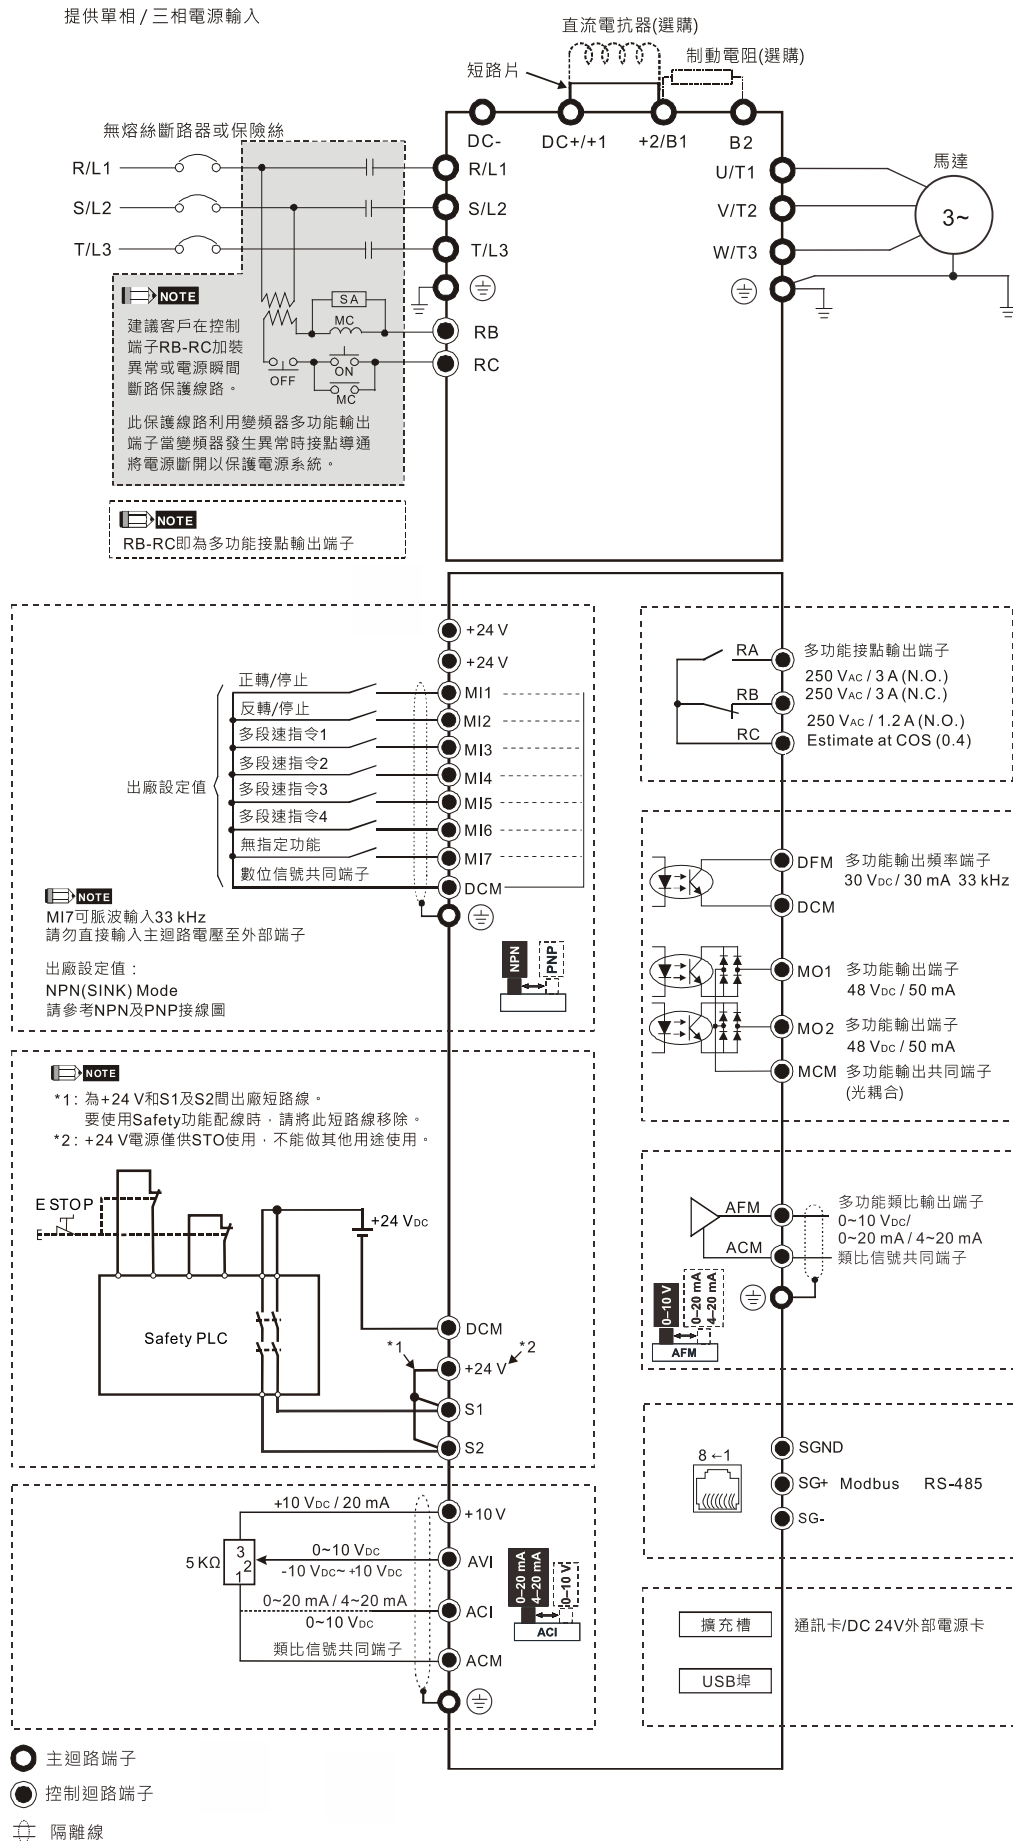 提供單相 / 三相電源輸入
直流電抗器(選購)
制動電阻(選購)
短路片
DC-
DC+/+1
+2/B1
B2
無熔絲斷路器或保險絲
R/L1
S/L2
T/L3
R/L1
S/L2
T/L3
RB
RC
U/T1
V/T2
W/T3
馬達
3~
NOTE
建議客戶在控制
端子RB-RC加裝
異常或電源瞬間
斷路保護線路。
SA
MC
OFF
ON
MC
此保護線路利用變頻器多功能輸出
端子當變頻器發生異常時接點導通
將電源斷開以保護電源系統。
NOTE
RB-RC即為多功能接點輸出端子
+24 V
+24 V
正轉/停止
MI1
反轉/停止
MI2
多段速指令1
MI3
多段速指令2
MI4
多段速指令3
MI5
多段速指令4
MI6
無指定功能
MI7
數位信號共同端子
DCM
出廠設定值
NOTE
MI7可脈波輸入33 kHz
請勿直接輸入主迴路電壓至外部端子
出廠設定值：
NPN(SINK) Mode
請參考NPN及PNP接線圖
NPN
PNP
RA
RB
RC
多功能接點輸出端子
250 VAC / 3 A (N.O.)
250 VAC / 3 A (N.C.)
250 VAC / 1.2 A (N.O.)
Estimate at COS (0.4)
DFM
多功能輸出頻率端子
30 VDC / 30 mA 33 kHz
DCM
MO1
多功能輸出端子
48 VDC / 50 mA
MO2
多功能輸出端子
48 VDC / 50 mA
MCM
多功能輸出共同端子
(光耦合)
NOTE
*1: 為+24 V和S1及S2間出廠短路線。
要使用Safety功能配線時，請將此短路線移除。
*2: +24 V電源僅供STO使用，不能做其他用途使用。
E STOP
+24 VDC
Safety PLC
DCM
*1
+24 V
*2
S1
S2
AFM
ACM
多功能類比輸出端子
0~10 VDC/
0~20 mA / 4~20 mA
類比信號共同端子
0–10 V
0–20 mA
4–20 mA
AFM
8←1
SGND
SG+
Modbus
RS-485
SG-
+10 VDC / 20 mA
+10 V
5 KΩ
3
2
1
0~10 VDC
-10 VDC~ +10 VDC
AVI
0~20 mA / 4~20 mA
0~10 VDC
ACI
類比信號共同端子
ACM
0–20 mA
4–20 mA
0–10 V
ACI
擴充槽
通訊卡/DC 24V外部電源卡
USB埠
主迴路端子
控制迴路端子
隔離線